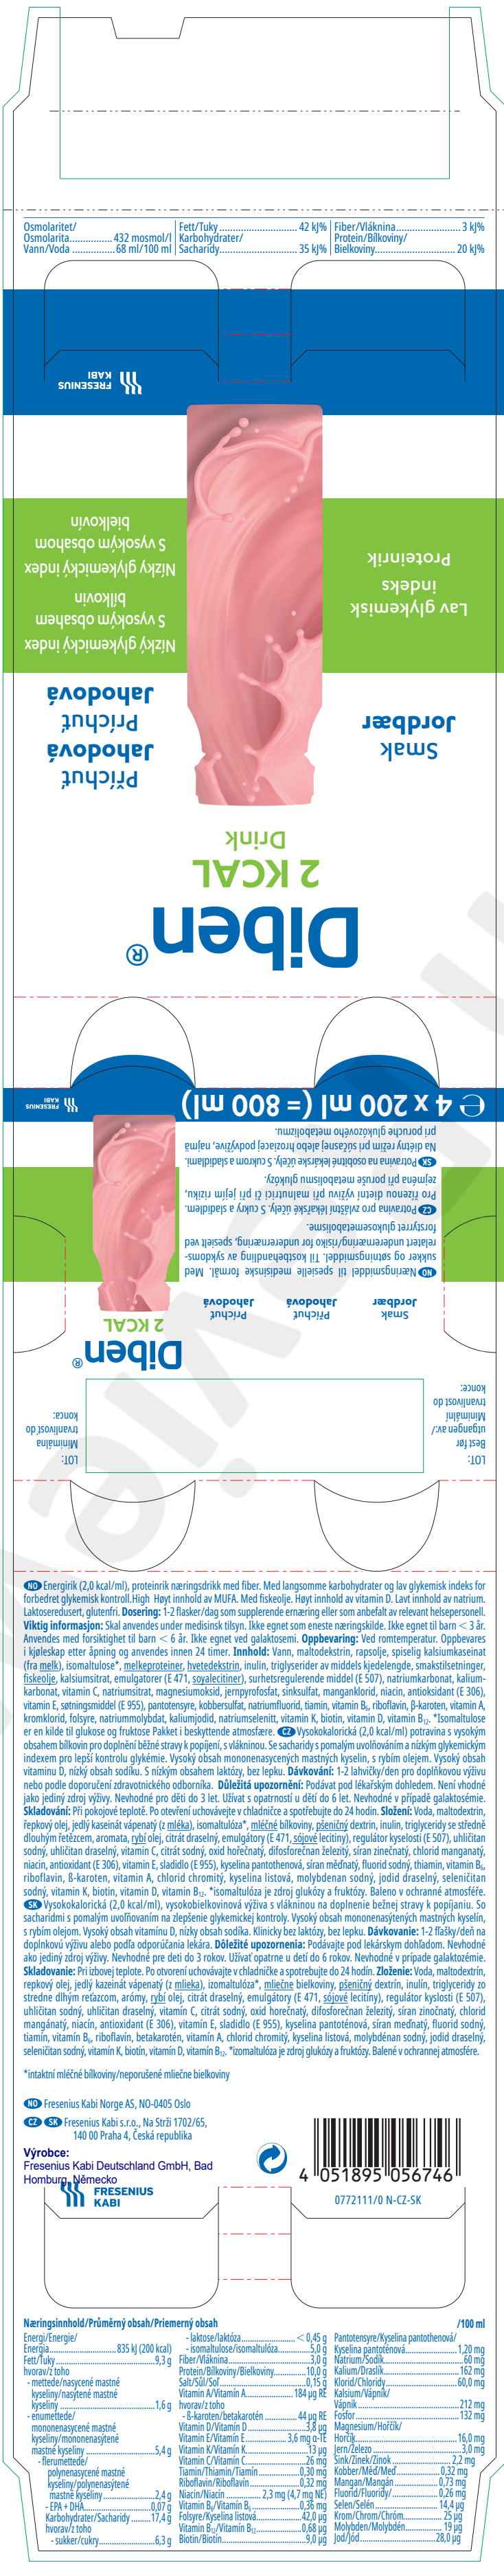 Osmolaritet/
Osmolarita................ 432 mosmol/l
Vann/Voda ................ 68 ml/100 ml
Fett/Tuky ............................ 42 kJ%
Karbohydrater/
Sacharidy............................ 35 kJ%
Fiber/Vláknina........................ 3 kJ%
Protein/Bílkoviny/
Bielkoviny............................. 20 kJ%
FRESENIUS
KABI
Diben®
2 KCAL
Drink
Smak
Jordbær
Příchuť
Jahodová
Príchuť
Jahodová
Lav glykemisk
indeks
Proteinrik
Nízký glykemický index
S vysokým obsahem
bílkovin
Nízky glykemický index
S vysokým obsahom
bielkovín
4 x 200 ml (= 800 ml) e
FRESENIUS
KABI
LOT:
Best før
utgangen av:/
Minimální
trvanlivost do
konce:
LOT:
Minimálna
trvanlivosť do
konca:
Diben®
2 KCAL
Smak
Jordbær
Příchuť
Jahodová
Príchuť
Jahodová
NO Næringsmiddel til spesielle medisinske formål. Med
sukker og søtningsmiddel. Til kostbehandling av sykdoms-
relatert underernæring/risiko for underernæring, spesielt ved
forstyrret glukosemetabolisme.
CZ Potravina pro zvláštní lékařské účely. S cukry a sladidlem.
Pro řízenou dietní výživu při malnutrici či při jejím riziku,
zejména při poruše metabolismu glukózy.
SK Potravina na osobitné lekárske účely. S cukrom a sladidlami.
Na diétny režim pri súčasnej alebo hroziacej podvýžive, najmä
pri poruche glukózového metabolizmu.
NO Energirik (2,0 kcal/ml), proteinrik næringsdrikk med fiber. Med langsomme karbohydrater og lav glykemisk indeks for
forbedret glykemisk kontroll.High Høyt innhold av MUFA. Med fiskeolje. Høyt innhold av vitamin D. Lavt innhold av natrium.
Laktoseredusert, glutenfri. Dosering: 1-2 flasker/dag som supplerende ernæring eller som anbefalt av relevant helsepersonell.
Viktig informasjon: Skal anvendes under medisinsk tilsyn. Ikke egnet som eneste næringskilde. Ikke egnet til barn < 3 år.
Anvendes med forsiktighet til barn < 6 år. Ikke egnet ved galaktosemi. Oppbevaring: Ved romtemperatur. Oppbevares
i kjøleskap etter åpning og anvendes innen 24 timer. Innhold: Vann, maltodekstrin, rapsolje, spiselig kalsiumkaseinat
(fra melk), isomaltulose*, melkeproteiner, hvetedekstrin, inulin, triglyserider av middels kjedelengde, smakstilsetninger,
fiskeolje, kalsiumsitrat, emulgatorer (E 471, soyalecitiner), surhetsregulerende middel (E 507), natriumkarbonat, kalium-
karbonat, vitamin C, natriumsitrat, magnesiumoksid, jernpyrofosfat, sinksulfat, manganklorid, niacin, antioksidant (E 306),
vitamin E, søtningsmiddel (E 955), pantotensyre, kobbersulfat, natriumfluorid, tiamin, vitamin B6, riboflavin, β-karoten, vitamin A,
kromklorid, folsyre, natriummolybdat, kaliumjodid, natriumselenitt, vitamin K, biotin, vitamin D, vitamin B12. *Isomaltulose
er en kilde til glukose og fruktose Pakket i beskyttende atmosfære. CZ Vysokokalorická (2,0 kcal/ml) potravina s vysokým
obsahem bílkovin pro doplnění běžné stravy k popíjení, s vlákninou. Se sacharidy s pomalým uvolňováním a nízkým glykemickým
indexem pro lepší kontrolu glykémie. Vysoký obsah mononenasycených mastných kyselin, s rybím olejem. Vysoký obsah
vitaminu D, nízký obsah sodíku. S nízkým obsahem laktózy, bez lepku. Dávkování: 1-2 lahvičky/den pro doplňkovou výživu
nebo podle doporučení zdravotnického odborníka. Důležitá upozornění: Podávat pod lékařským dohledem. Není vhodné
jako jediný zdroj výživy. Nevhodné pro děti do 3 let. Užívat s opatrností u dětí do 6 let. Nevhodné v případě galaktosémie.
Skladování: Při pokojové teplotě. Po otevření uchovávejte v chladničce a spotřebujte do 24 hodin. Složení: Voda, maltodextrin,
řepkový olej, jedlý kaseinát vápenatý (z mléka), isomaltulóza*, mléčné bílkoviny, pšeničný dextrin, inulin, triglyceridy se středně
dlouhým řetězcem, aromata, rybí olej, citrát draselný, emulgátory (E 471, sójové lecitiny), regulátor kyselosti (E 507), uhličitan
sodný, uhličitan draselný, vitamin C, citrát sodný, oxid hořečnatý, difosforečnan železitý, síran zinečnatý, chlorid manganatý,
niacin, antioxidant (E 306), vitamin E, sladidlo (E 955), kyselina pantothenová, síran měďnatý, fluorid sodný, thiamin, vitamin B6,
riboflavin, ß-karoten, vitamin A, chlorid chromitý, kyselina listová, molybdenan sodný, jodid draselný, seleničitan
sodný, vitamin K, biotin, vitamin D, vitamin B12. *isomaltulóza je zdroj glukózy a fruktózy. Baleno v ochranné atmosféře.
SK Vysokokalorická (2,0 kcal/ml), vysokobielkovinová výživa s vlákninou na doplnenie bežnej stravy k popíjaniu. So
sacharidmi s pomalým uvoľňovaním na zlepšenie glykemickej kontroly. Vysoký obsah mononenasýtených mastných kyselín,
s rybím olejom. Vysoký obsah vitamínu D, nízky obsah sodíka. Klinicky bez laktózy, bez lepku. Dávkovanie: 1-2 fľašky/deň na
doplnkovú výživu alebo podľa odporúčania lekára. Dôležité upozornenia: Podávajte pod lekárskym dohľadom. Nevhodné
ako jediný zdroj výživy. Nevhodné pre deti do 3 rokov. Užívať opatrne u detí do 6 rokov. Nevhodné v prípade galaktozémie.
Skladovanie: Pri izbovej teplote. Po otvorení uchovávajte v chladničke a spotrebujte do 24 hodín. Zloženie: Voda, maltodextrín,
repkový olej, jedlý kazeinát vápenatý (z mlieka), izomaltulóza*, mliečne bielkoviny, pšeničný dextrín, inulín, triglyceridy zo
stredne dlhým reťazcom, arómy, rybí olej, citrát draselný, emulgátory (E 471, sójové lecitíny), regulátor kyslosti (E 507),
uhličitan sodný, uhličitan draselný, vitamín C, citrát sodný, oxid horečnatý, difosforečnan železitý, síran zinočnatý, chlorid
mangánatý, niacín, antioxidant (E 306), vitamín E, sladidlo (E 955), kyselina pantoténová, síran meďnatý, fluorid sodný,
tiamín, vitamín B6, riboflavín, betakarotén, vitamín A, chlorid chromitý, kyselina listová, molybdénan sodný, jodid draselný,
seleničitan sodný, vitamín K, biotín, vitamín D, vitamín B12. *izomaltulóza je zdroj glukózy a fruktózy. Balené v ochrannej atmosfére.
*intaktní mléčné bílkoviny/neporušené mliečne bielkoviny
NO Fresenius Kabi Norge AS, NO-0405 Oslo
CZ SK Fresenius Kabi s.r.o., Na Strži 1702/65,
140 00 Praha 4, Česká republika
Výrobce:
Fresenius Kabi Deutschland GmbH, Bad
Homburg, Německo
FRESENIUS
KABI
4 051895 056746
0772111/0 N-CZ-SK
Næringsinnhold/Průměrný obsah/Priemerný obsah /100 ml
Energi/Energie/
Energia............................ 835 kJ (200 kcal)
Fett/Tuky ........................................ 9,3 g
hvorav/z toho
- mettede/nasycené mastné
kyseliny/nasýtené mastné
kyseliny ........................................ 1,6 g
- enumettede/
mononenasycené mastné
kyseliny/mononenasýtené
mastné kyseliny ............................ 5,4 g
- flerumettede/
polynenasycené mastné
kyseliny/polynenasýtené
mastné kyseliny ...................... 2,4 g
- EPA + DHA............................ 0,07 g
Karbohydrater/Sacharidy ........ 17,4 g
hvorav/z toho
- sukker/cukry........................ 6,3 g
- laktose/laktóza...................... < 0,45 g
- isomaltulose/isomaltulóza............ 5,0 g
Fiber/Vláknina............................ 3,0 g
Protein/Bílkoviny/Bielkoviny............. 10,0 g
Salt/Sůl/Soľ ................................ 0,15 g
Vitamin A/Vitamín A.................... 184 µg RE
hvorav/z toho
- ß-karoten/betakarotén .............. 44 µg RE
Vitamin D/Vitamín D .................... 3,8 µg
Vitamin E/Vitamín E................ 3,6 mg α-TE
Vitamin K/Vitamín K...................... 13 µg
Vitamin C/Vitamín C...................... 26 mg
Tiamin/Thiamin/Tiamín ................ 0,30 mg
Riboflavin/Riboflavín .................. 0,32 mg
Niacin/Niacín .............. 2,3 mg (4,7 mg NE)
Vitamin B6/Vitamín B6 .................. 0,36 mg
Folsyre/Kyselina listová.................. 42,0 µg
Vitamin B12/Vitamín B12.................. 0,68 µg
Biotin/Biotín................................ 9,0 µg
Pantotensyre/Kyselina pantothenová/
Kyselina pantoténová.................... 1,20 mg
Natrium/Sodík.............................. 60 mg
Kalium/Draslík............................ 162 mg
Klorid/Chloridy.......................... 60,0 mg
Kalsium/Vápník/
Vápnik .................................... 212 mg
Fosfor .................................... 132 mg
Magnesium/Hořčík/
Horčík .................................... 16,0 mg
Jern/Železo................................ 3,0 mg
Sink/Zinek/Zinok ...................... 2,2 mg
Kobber/Měď/Meď.................... 0,32 mg
Mangan/Mangán ...................... 0,73 mg
Fluorid/Fluoridy/...................... 0,26 mg
Selen/Selén ............................ 14,4 µg
Krom/Chrom/Chróm.................... 25 µg
Molybden/Molybdén.................... 19 µg
Jod/Jód .................................. 28,0 µg